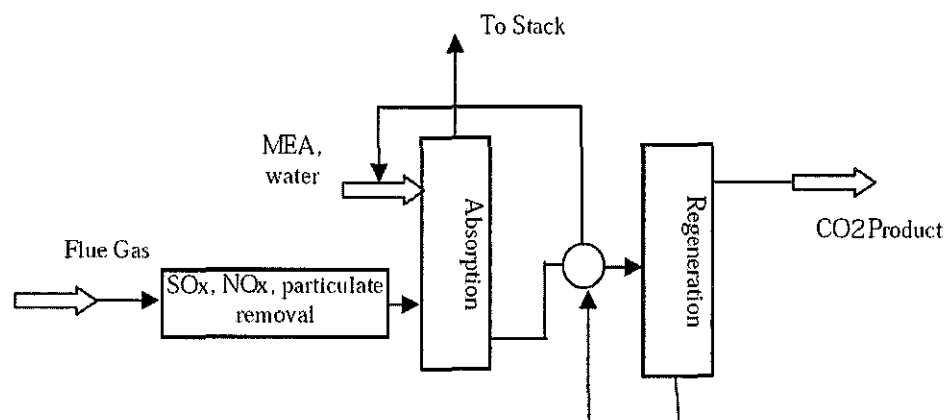 To Stack
MEA,
water
Absorption
Regeneration
CO2 Product
Flue Gas
SOx, NOx, particulate
removal